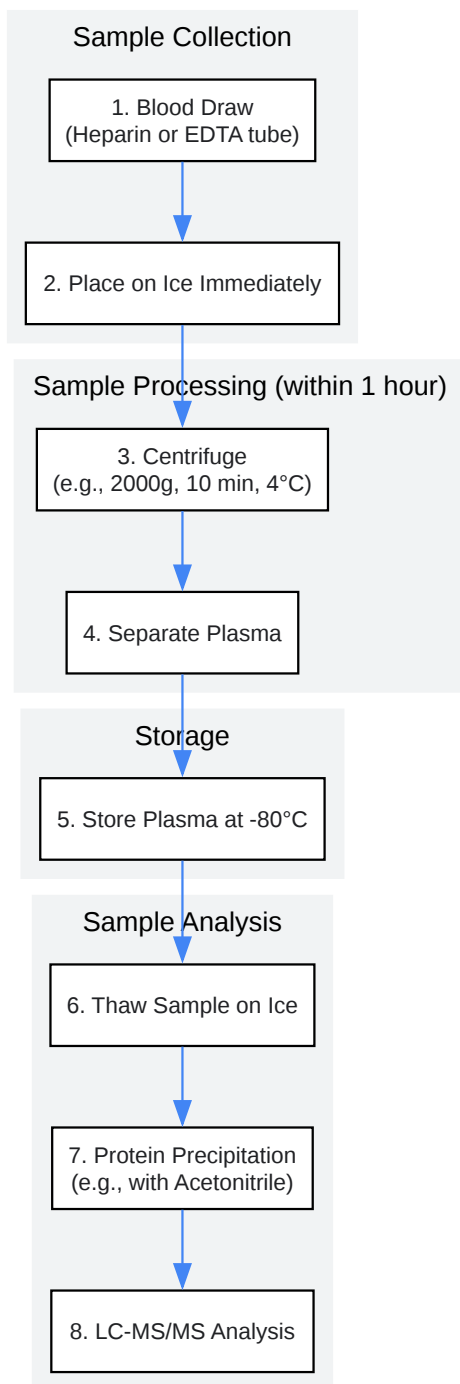 Sample Collection
1. Blood Draw
(Heparin or EDTA tube)
2. Place on Ice Immediately
Sample Processing (within 1 hour)
3. Centrifuge
(e.g., 2000g, 10 min, 4°C)
4. Separate Plasma
Storage
5. Store Plasma at -80°C
Sample Analysis
6. Thaw Sample on Ice
7. Protein Precipitation
(e.g., with Acetonitrile)
8. LC-MS/MS Analysis